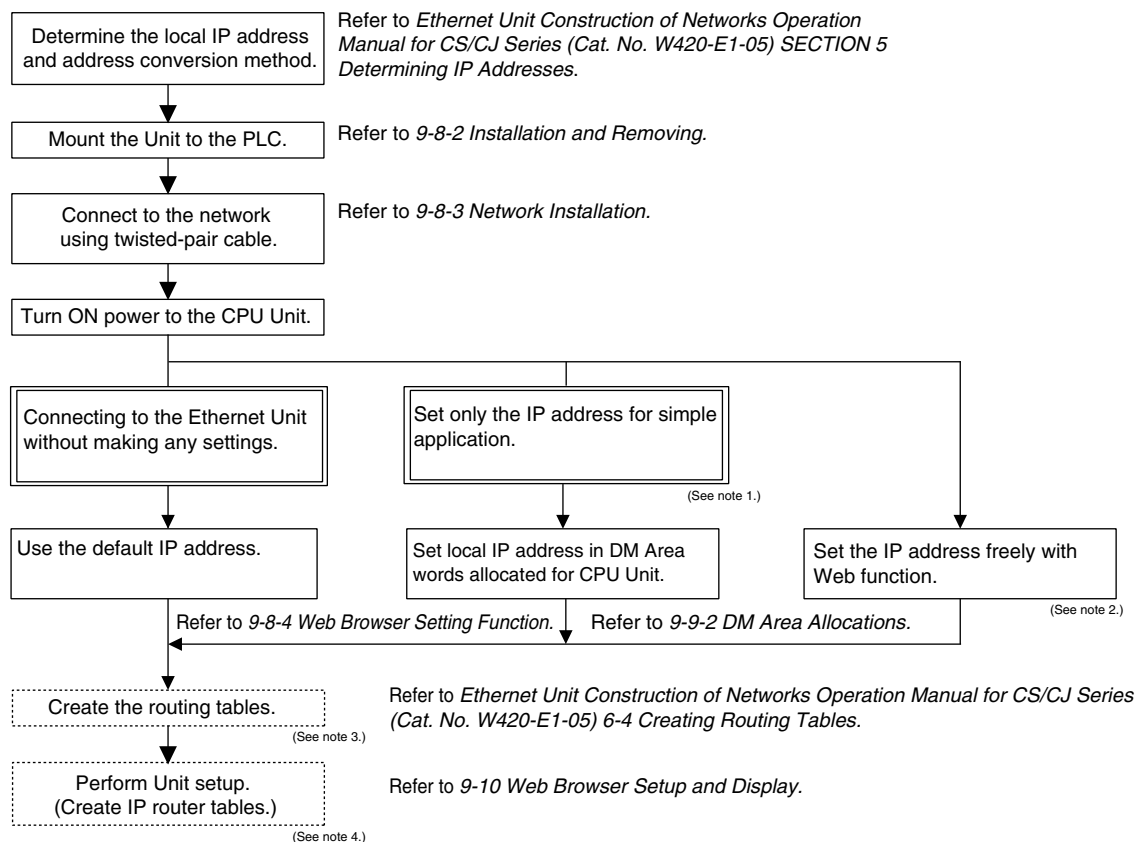 Determine the local IP address
and address conversion method.
Refer to Ethernet Unit Construction of Networks Operation
Manual for CS/CJ Series (Cat. No. W420-E1-05) SECTION 5
Determining IP Addresses.
Mount the Unit to the PLC.
Refer to 9-8-2 Installation and Removing.
Connect to the network
using twisted-pair cable.
Refer to 9-8-3 Network Installation.
Turn ON power to the CPU Unit.
Connecting to the Ethernet Unit
without making any settings.
Set only the IP address for simple
application.
(See note 1.)
Use the default IP address.
Set local IP address in DM Area
words allocated for CPU Unit.
Set the IP address freely with
Web function.
(See note 2.)
Refer to 9-8-4 Web Browser Setting Function.
Refer to 9-9-2 DM Area Allocations.
Create the routing tables.
(See note 3.)
Refer to Ethernet Unit Construction of Networks Operation Manual for CS/CJ Series
(Cat. No. W420-E1-05) 6-4 Creating Routing Tables.
Perform Unit setup.
(Create IP router tables.)
(See note 4.)
Refer to 9-10 Web Browser Setup and Display.